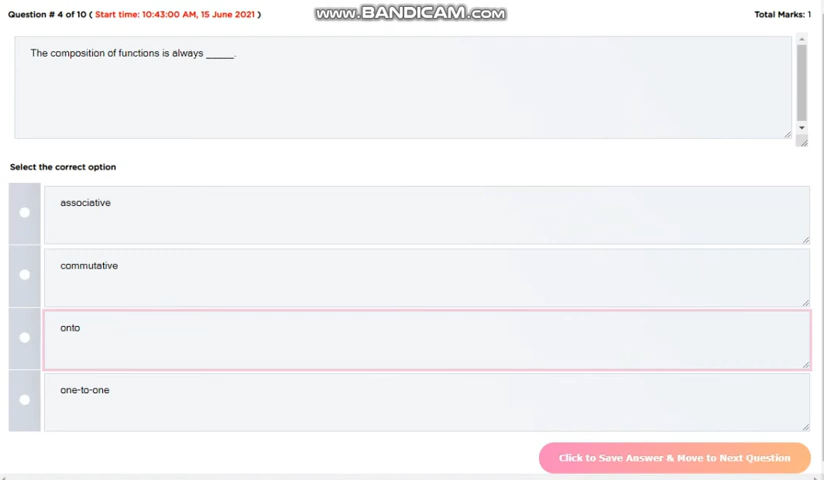 Question # 4 of 10 ( Start time: 10:43:00 AM, 15 June 2021 )
www.BANDICAM.com
Total Marks: 1
The composition of functions is always _____.
Select the correct option
associative
commutative
onto
one-to-one
Click to Save Answer & Move to Next Question